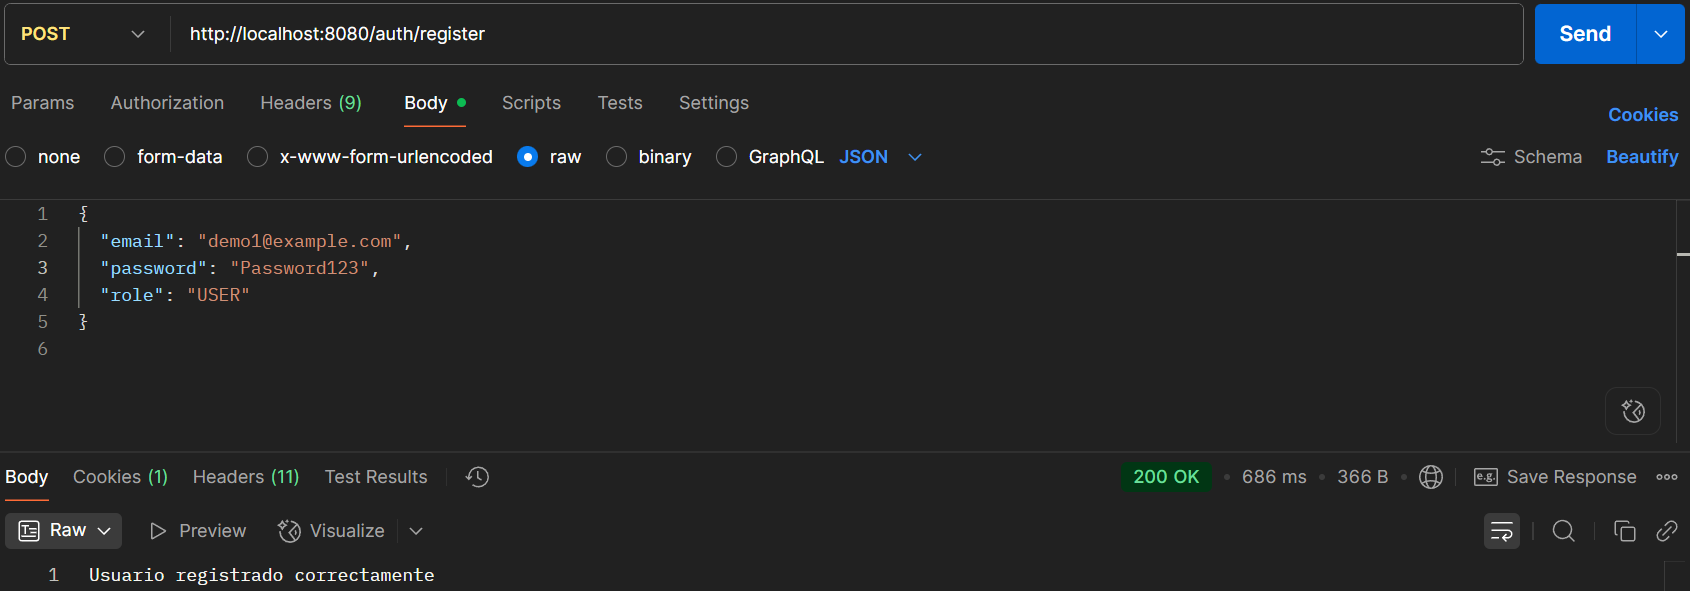 POST http://localhost:8080/auth/register Send
Params Authorization Headers (9) Body Scripts Tests Settings
Cookies
none form-data x-www-form-urlencoded raw binary GraphQL JSON Schema Beautify
1 {
2 "email": "demo1@example.com",
3 "password": "Password123",
4 "role": "USER"
5 }
6
Body Cookies (1) Headers (11) Test Results 200 OK • 686 ms • 366 B • e.g. Save Response
Raw Preview Visualize
1 Usuario registrado correctamente